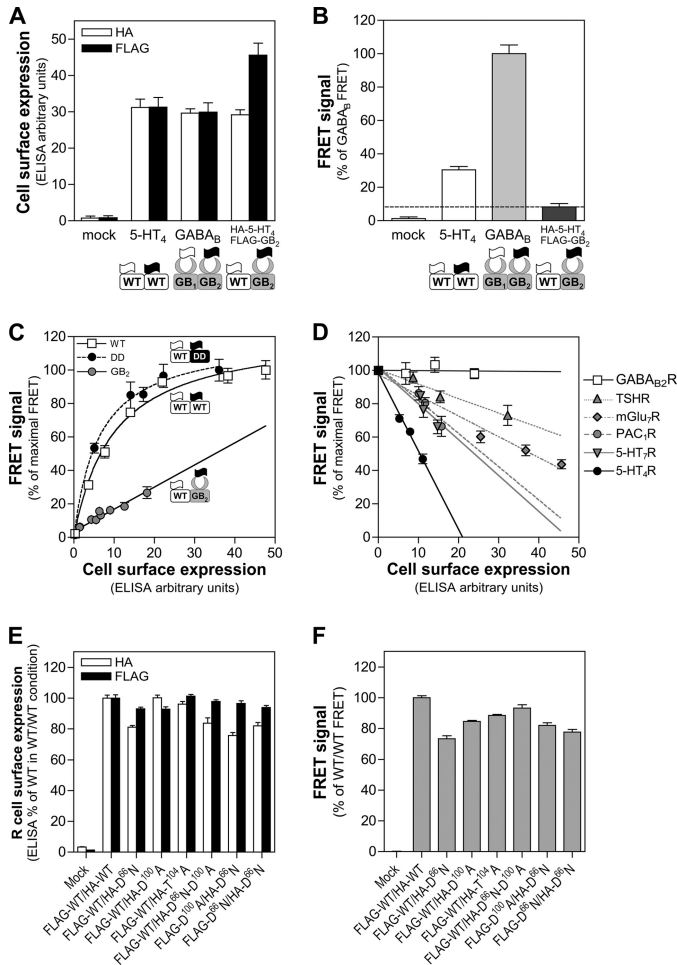 A
HA
FLAG
Cell surface expression
(ELISA arbitrary units)
50
40
30
20
10
0
mock
5-HT4
GABAB
HA-5-HT4
FLAG-GB2
WT WT
GB1 GB2
WT GB2
B
FRET signal
(% of GABAB FRET)
120
100
80
60
40
20
0
mock
5-HT4
GABAB
HA-5-HT4
FLAG-GB2
WT WT
GB1 GB2
WT GB2
C
FRET signal
(% of maximal FRET)
120
100
80
60
40
20
0
WT
DD
GB2
WT DD
WT WT
WT GB2
0 10 20 30 40 50
Cell surface expression
(ELISA arbitrary units)
D
FRET signal
(% of maximal FRET)
120
100
80
60
40
20
0
GABAB2R
TSHR
mGlu7R
PAC1R
5-HT7R
5-HT4R
0 10 20 30 40 50
Cell surface expression
(ELISA arbitrary units)
E
HA
FLAG
R cell surface expression
(ELISA % of WT in WT/WT condition)
120
100
80
60
40
20
0
Mock
FLAG-WT/HA-WT
FLAG-WT/HA-D66N
FLAG-WT/HA-D100A
FLAG-WT/HA-T104A
FLAG-WT/HA-D66N-D100A
FLAG-D100A/HA-D66N
FLAG-D66N/HA-D66N
F
FRET signal
(% of WT/WT FRET)
120
100
80
60
40
20
0
Mock
FLAG-WT/HA-WT
FLAG-WT/HA-D66N
FLAG-WT/HA-D100A
FLAG-WT/HA-T104A
FLAG-WT/HA-D66N-D100A
FLAG-D100A/HA-D66N
FLAG-D66N/HA-D66N